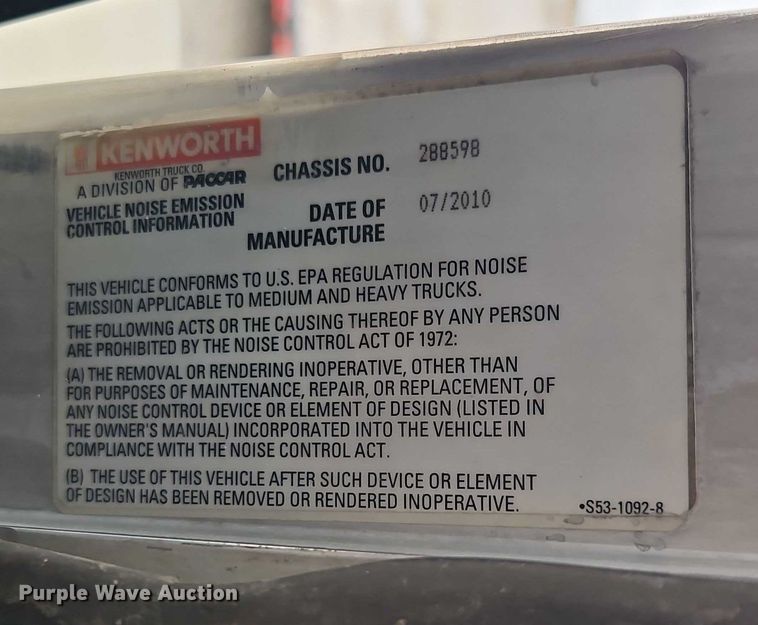 KENWORTH
KENWORTH TRUCK CO.
A DIVISION OF PACCAR
VEHICLE NOISE EMISSION
CONTROL INFORMATION
CHASSIS NO. 288598
DATE OF
MANUFACTURE 07/2010
THIS VEHICLE CONFORMS TO U.S. EPA REGULATION FOR NOISE
EMISSION APPLICABLE TO MEDIUM AND HEAVY TRUCKS.
THE FOLLOWING ACTS OR THE CAUSING THEREOF BY ANY PERSON
ARE PROHIBITED BY THE NOISE CONTROL ACT OF 1972:
(A) THE REMOVAL OR RENDERING INOPERATIVE, OTHER THAN
FOR PURPOSES OF MAINTENANCE, REPAIR, OR REPLACEMENT, OF
ANY NOISE CONTROL DEVICE OR ELEMENT OF DESIGN (LISTED IN
THE OWNER'S MANUAL) INCORPORATED INTO THE VEHICLE IN
COMPLIANCE WITH THE NOISE CONTROL ACT.
(B) THE USE OF THIS VEHICLE AFTER SUCH DEVICE OR ELEMENT
OF DESIGN HAS BEEN REMOVED OR RENDERED INOPERATIVE.
•S53-1092-8
Purple Wave Auction